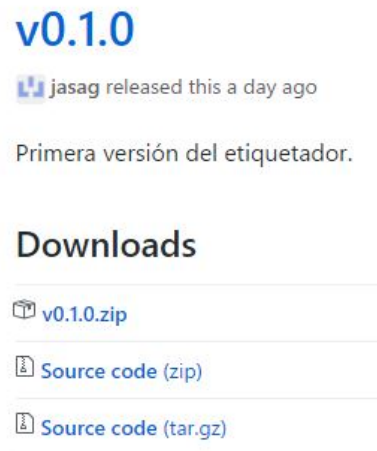 v0.1.0
jasag released this a day ago
Primera versión del etiquetador.
Downloads
v0.1.0.zip
Source code (zip)
Source code (tar.gz)